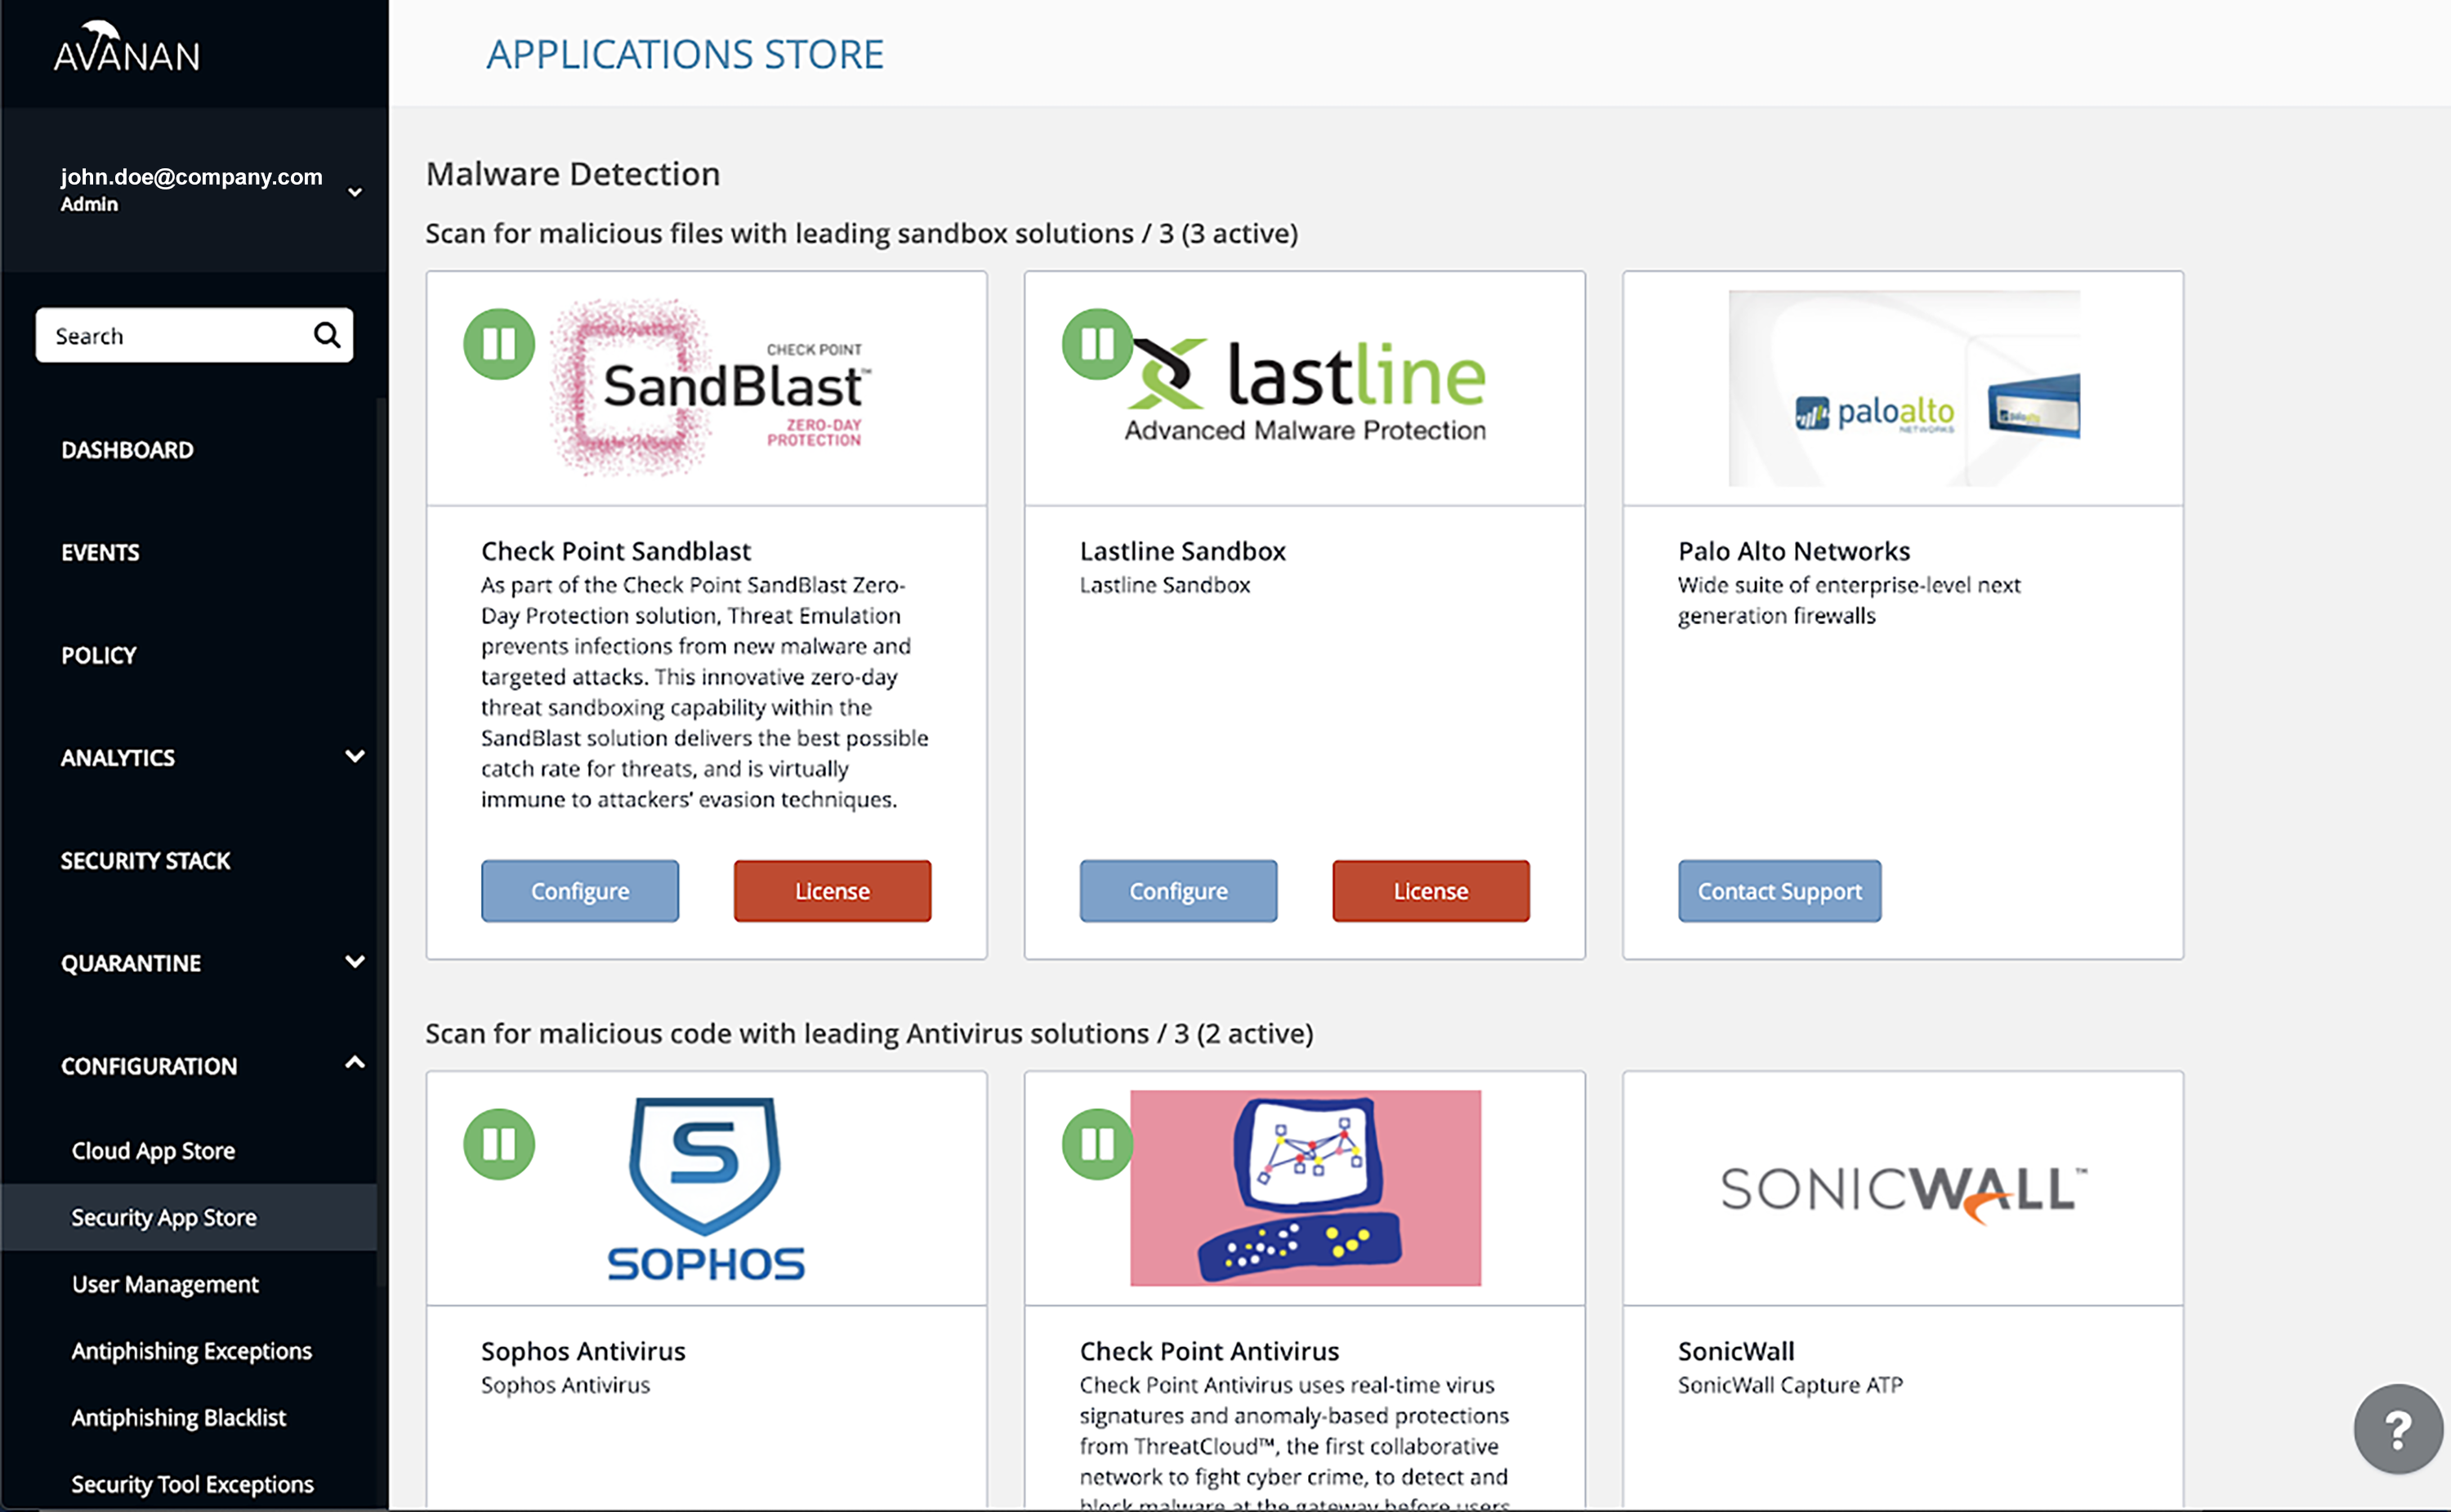 AVANAN
APPLICATIONS STORE
john.doe@company.com
Admin
Search
DASHBOARD
EVENTS
POLICY
ANALYTICS
SECURITY STACK
QUARANTINE
CONFIGURATION
Cloud App Store
Security App Store
User Management
Antiphishing Exceptions
Antiphishing Blacklist
Security Tool Exceptions
Malware Detection
Scan for malicious files with leading sandbox solutions / 3 (3 active)
CHECK POINT
SandBlast™
ZERO-DAY
PROTECTION
Check Point Sandblast
As part of the Check Point SandBlast Zero-
Day Protection solution, Threat Emulation
prevents infections from new malware and
targeted attacks. This innovative zero-day
threat sandboxing capability within the
SandBlast solution delivers the best possible
catch rate for threats, and is virtually
immune to attackers’ evasion techniques.
Configure
License
lastline
Advanced Malware Protection
Lastline Sandbox
Lastline Sandbox
Configure
License
paloalto
NETWORKS
paloalto
Palo Alto Networks
Wide suite of enterprise-level next
generation firewalls
Contact Support
Scan for malicious code with leading Antivirus solutions / 3 (2 active)
S
SOPHOS
Sophos Antivirus
Sophos Antivirus
Check Point Antivirus
Check Point Antivirus uses real-time virus
signatures and anomaly-based protections
from ThreatCloud™, the first collaborative
network to fight cyber crime, to detect and
block malware at the gateway before users
SONICWALL™
SonicWall
SonicWall Capture ATP
?